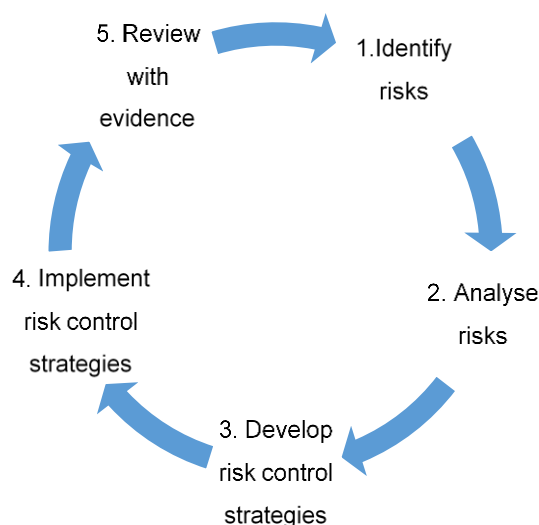 1.Identify
risks
2. Analyse
risks
3. Develop
risk control
strategies
4. Implement
risk control
strategies
5. Review
with
evidence